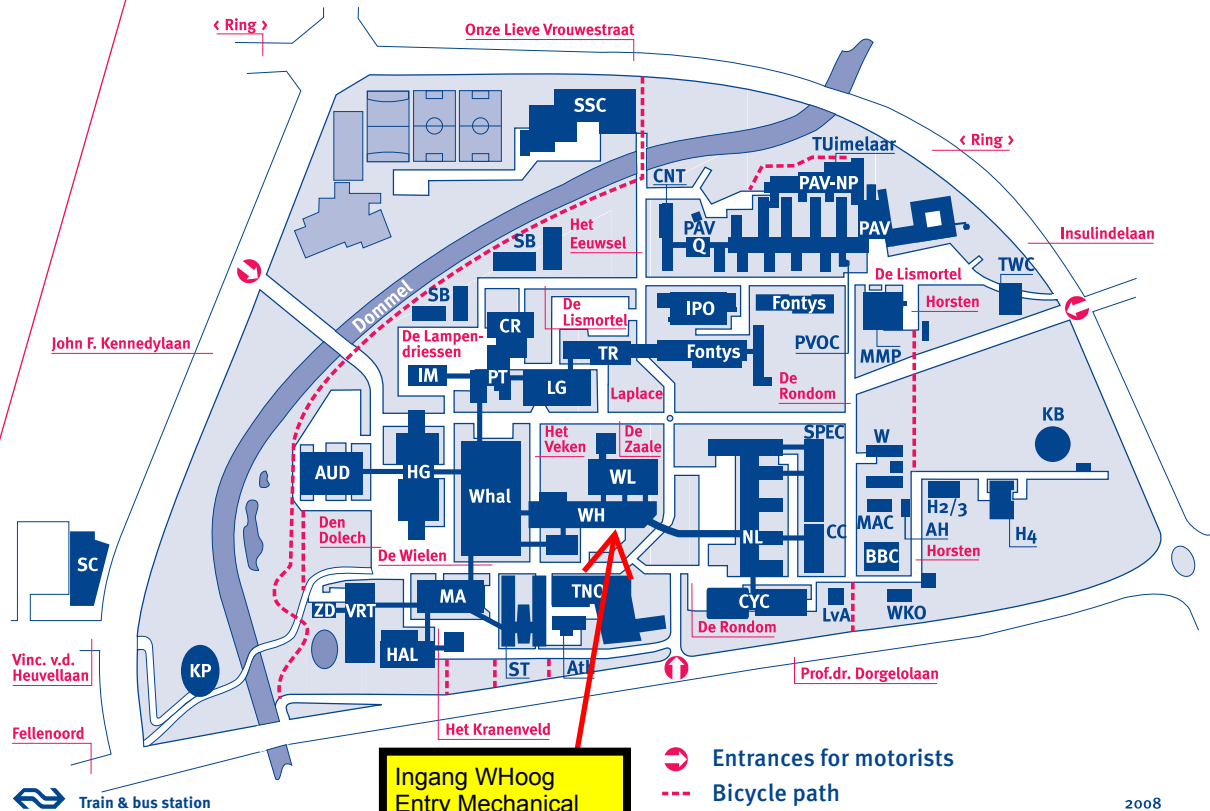 ‹ Ring ›
Onze Lieve Vrouwestraat
SSC
‹ Ring ›
TUimelaar
CNT
PAV-NP
PAV
Q
PAV
Het
Eeuwsel
SB
Insulindelaan
De Lismortel
TWC
Dommel
SB
De
Lismortel
IPO
Fontys
Horsten
CR
De Lampen-
driessen
John F. Kennedylaan
TR
Fontys
PVOC
MMP
IM
PT
LG
Laplace
De
Rondom
KB
Het
Veken
De
Zaale
SPEC
W
AUD
HG
WL
Whal
WH
H2/3
MAC
AH
H4
Den
Dolech
NL
CC
BBC
Horsten
De Wielen
SC
MA
TNO
CYC
LvA
WKO
ZD
VRT
De Rondom
HAL
KP
ST
Vinc. v.d.
Heuvellaan
Prof.dr. Dorgelolaan
Het Kranenveld
Fellenoord
Ingang WHoog
Entry Mechanical
Entrances for motorists
Bicycle path
Train & bus station
2008